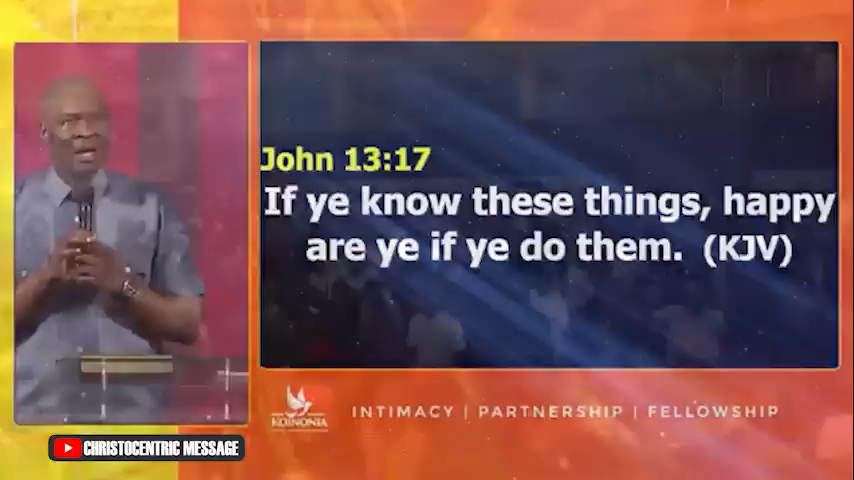 John 13:17
If ye know these things, happy
are ye if ye do them. (KJV)
KOINONIA
INTIMACY | PARTNERSHIP | FELLOWSHIP
CHRISTOCENTRIC MESSAGE